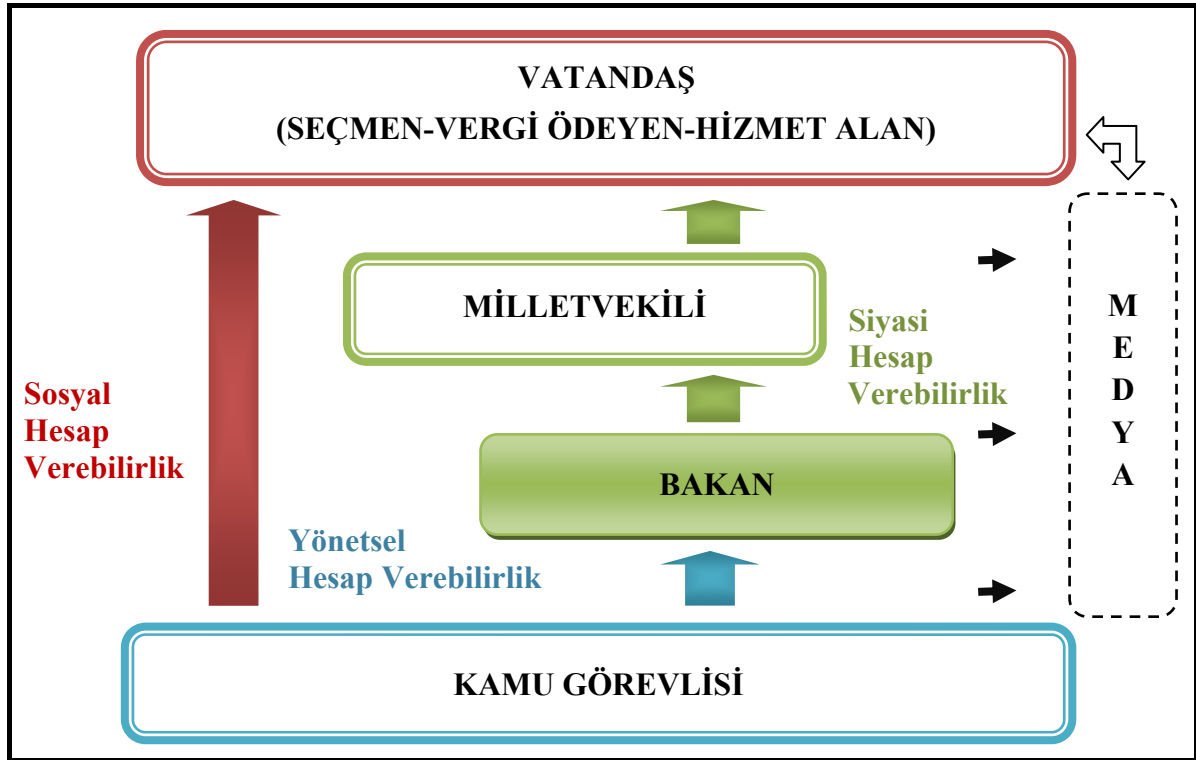 VATANDAŞ
(SEÇMEN-VERGİ ÖDEYEN-HİZMET ALAN)
MİLLETVEKİLİ
Siyasi
Hesap
Verebilirlik
M
E
D
Y
A
Sosyal
Hesap
Verebilirlik
BAKAN
Yönetsel
Hesap Verebilirlik
KAMU GÖREVLİSİ